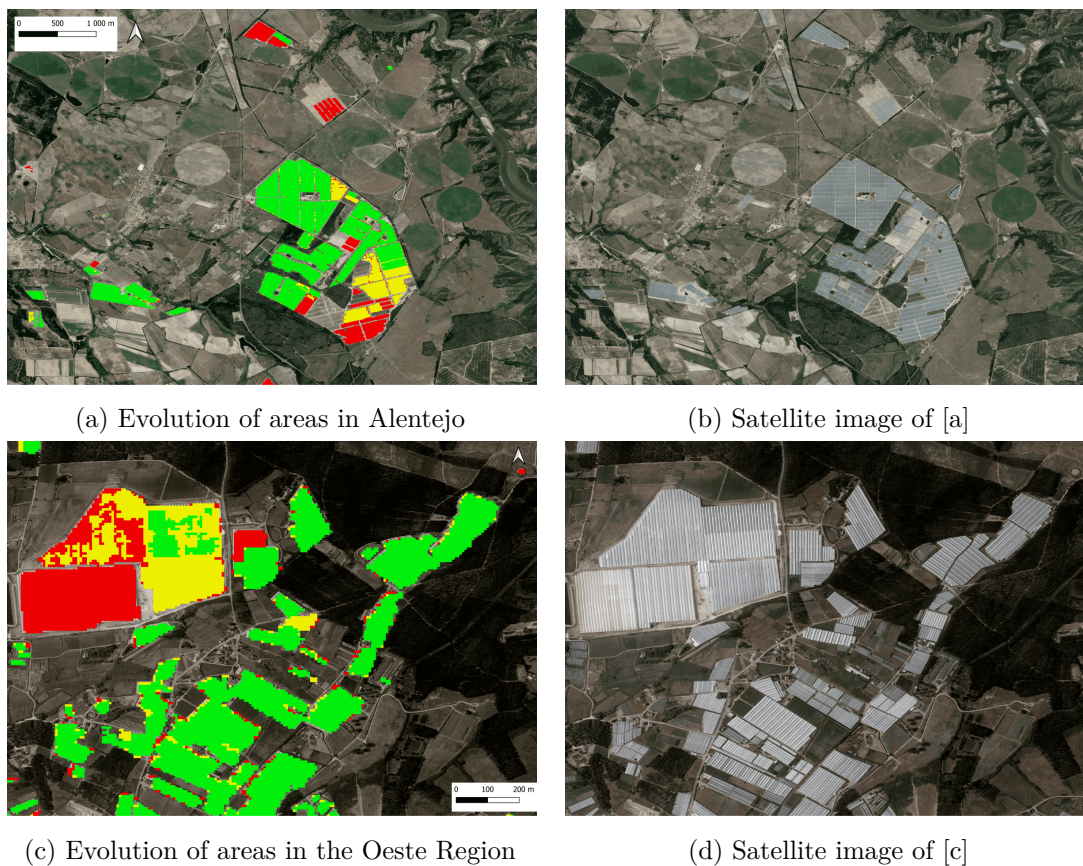 0 500 1 000 m
(a) Evolution of areas in Alentejo
(b) Satellite image of [a]
0 100 200 m
(c) Evolution of areas in the Oeste Region
(d) Satellite image of [c]